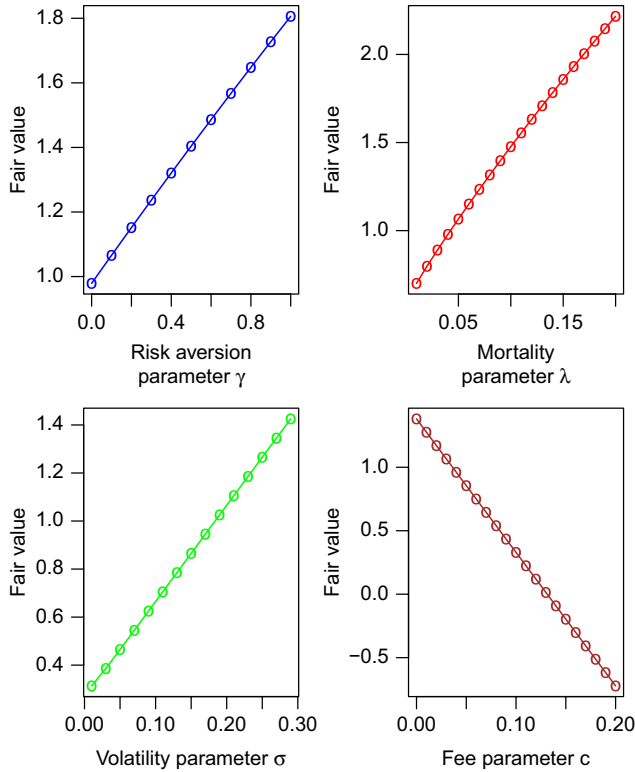 Fair value
1.8
1.6
1.4
1.2
1.0
0.0 0.4 0.8
Risk aversion
parameter γ
Fair value
2.0
1.5
1.0
0.05 0.15
Mortality
parameter λ
Fair value
1.4
1.2
1.0
0.8
0.6
0.4
0.00 0.10 0.20 0.30
Volatility parameter σ
Fair value
1.0
0.5
0.0
−0.5
0.00 0.10 0.20
Fee parameter c